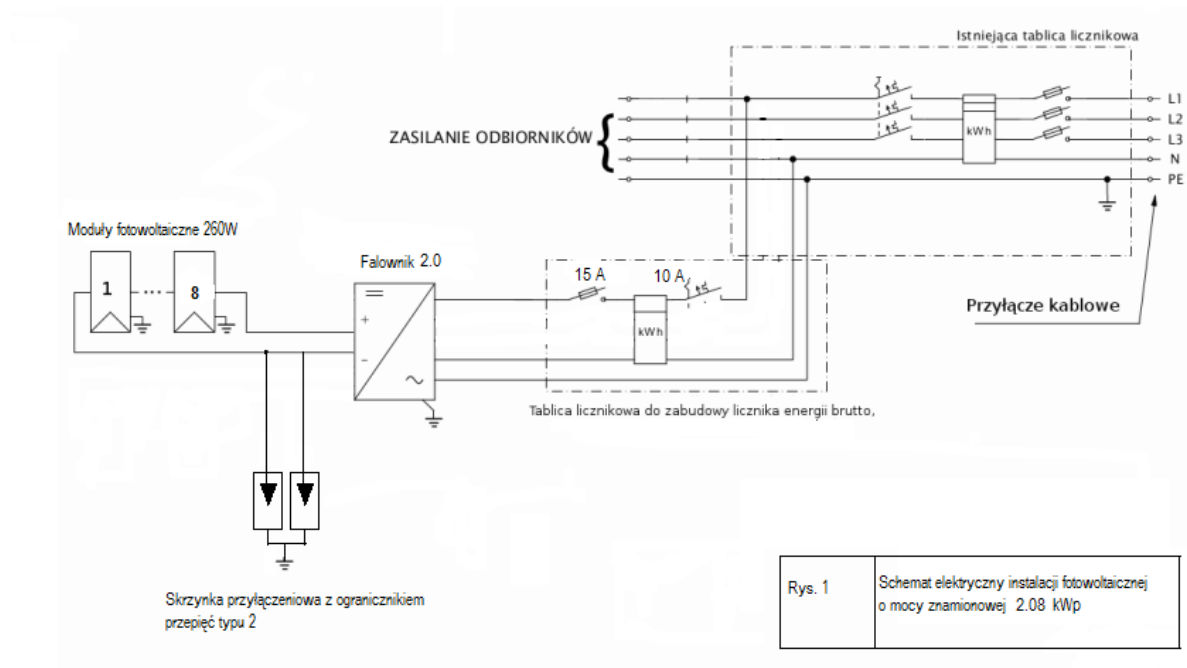 Istniejąca tablica licznikowa
L1
L2
L3
N
PE
kWh
ZASILANIE ODBIORNIKÓW
Przyłącze kablowe
Moduły fotowoltaiczne 260W
1
8
Falownik 2.0
+
−
15 A
10 A
kWh
Tablica licznikowa do zabudowy licznika energii brutto,
Skrzynka przyłączeniowa z ogranicznikiem
przepięć typu 2
Rys. 1
Schemat elektryczny instalacji fotowoltaicznej
o mocy znamionowej 2.08 kWp